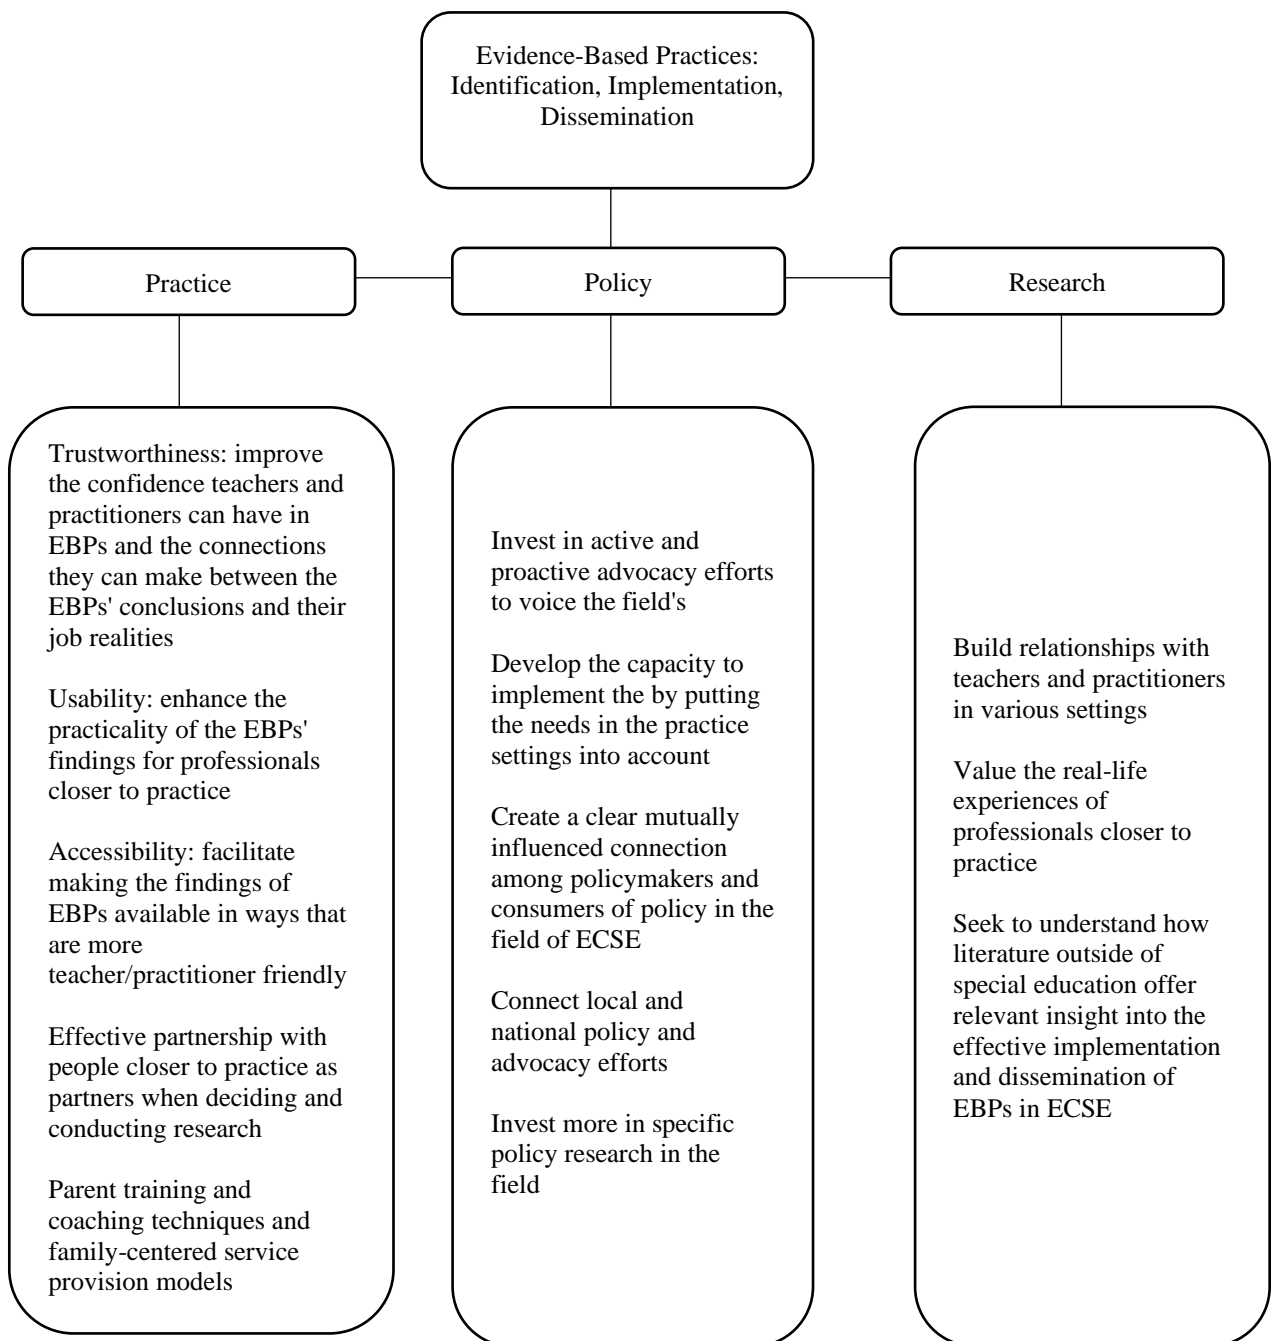 Evidence-Based Practices:
Identification, Implementation,
Dissemination
Practice
Policy
Research
Trustworthiness: improve
the confidence teachers and
practitioners can have in
EBPs and the connections
they can make between the
EBPs' conclusions and their
job realities
Usability: enhance the
practicality of the EBPs'
findings for professionals
closer to practice
Accessibility: facilitate
making the findings of
EBPs available in ways that
are more
teacher/practitioner friendly
Effective partnership with
people closer to practice as
partners when deciding and
conducting research
Parent training and
coaching techniques and
family-centered service
provision models
Invest in active and
proactive advocacy efforts
to voice the field's
Develop the capacity to
implement the by putting
the needs in the practice
settings into account
Create a clear mutually
influenced connection
among policymakers and
consumers of policy in the
field of ECSE
Connect local and
national policy and
advocacy efforts
Invest more in specific
policy research in the
field
Build relationships with
teachers and practitioners
in various settings
Value the real-life
experiences of
professionals closer to
practice
Seek to understand how
literature outside of
special education offer
relevant insight into the
effective implementation
and dissemination of
EBPs in ECSE